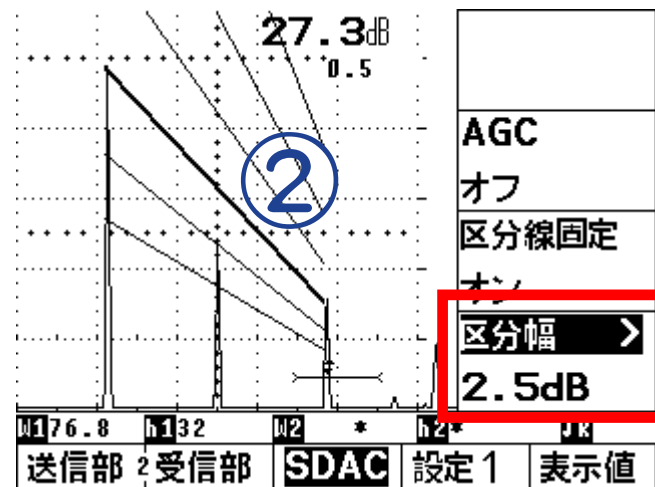 27.3dB
0.5
②
AGC
オフ
区分線固定
オン
区分幅 >
2.5dB
W176.8 h132 W2 * h2*
送信部 2 受信部 SDAC 設定1 表示値